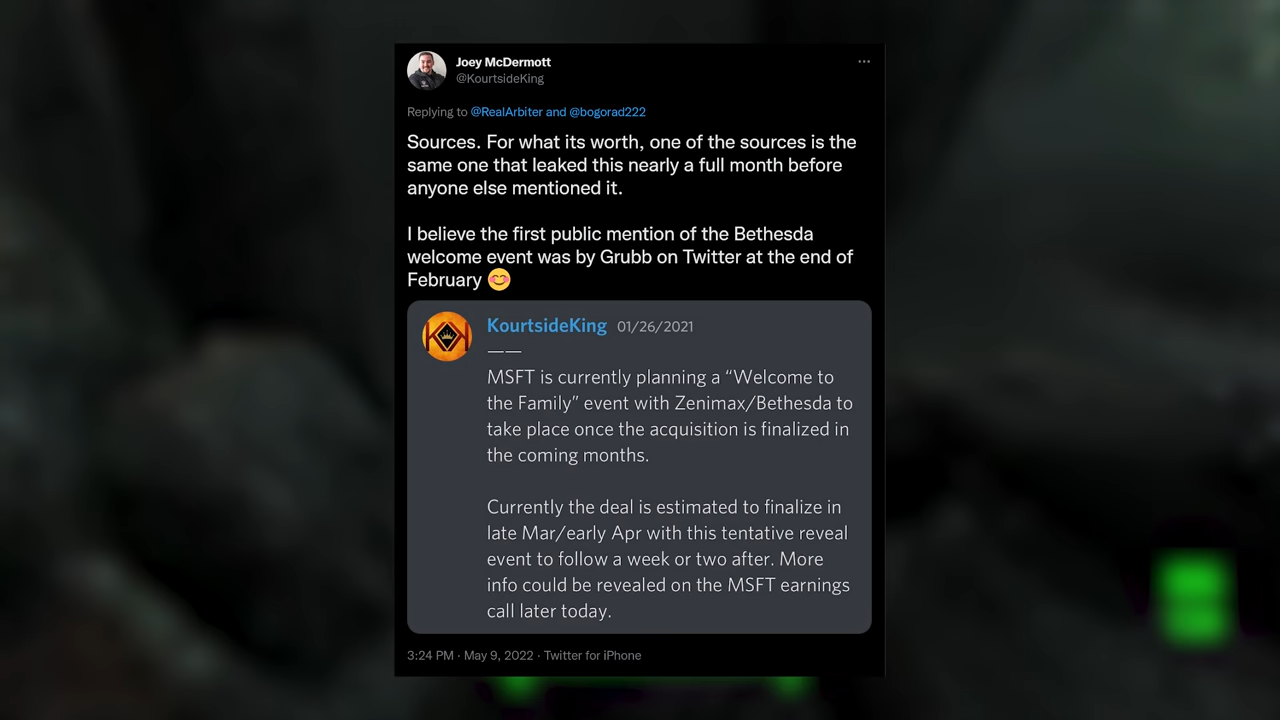 Joey McDermott
@KourtsideKing
Replying to @RealArbiter and @bogorad222
Sources. For what its worth, one of the sources is the
same one that leaked this nearly a full month before
anyone else mentioned it.
I believe the first public mention of the Bethesda
welcome event was by Grubb on Twitter at the end of
February 😊
KourtsideKing 01/26/2021
——
MSFT is currently planning a “Welcome to
the Family” event with Zenimax/Bethesda to
take place once the acquisition is finalized in
the coming months.
Currently the deal is estimated to finalize in
late Mar/early Apr with this tentative reveal
event to follow a week or two after. More
info could be revealed on the MSFT earnings
call later today.
3:24 PM · May 9, 2022 · Twitter for iPhone